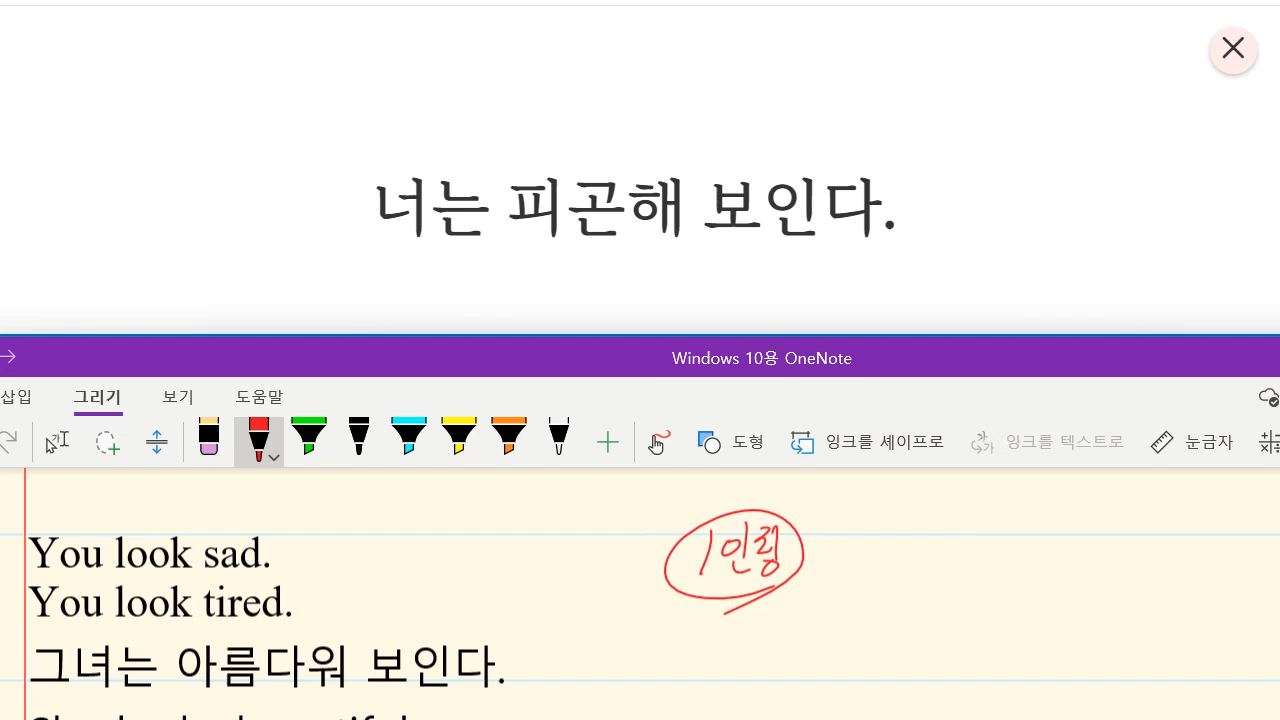 너는 피곤해 보인다.
Windows 10용 OneNote
삽입 그리기 보기 도움말
도형 잉크를 셰이프로 잉크를 텍스트로 눈금자
1인칭
You look sad.
You look tired.
그녀는 아름다워 보인다.